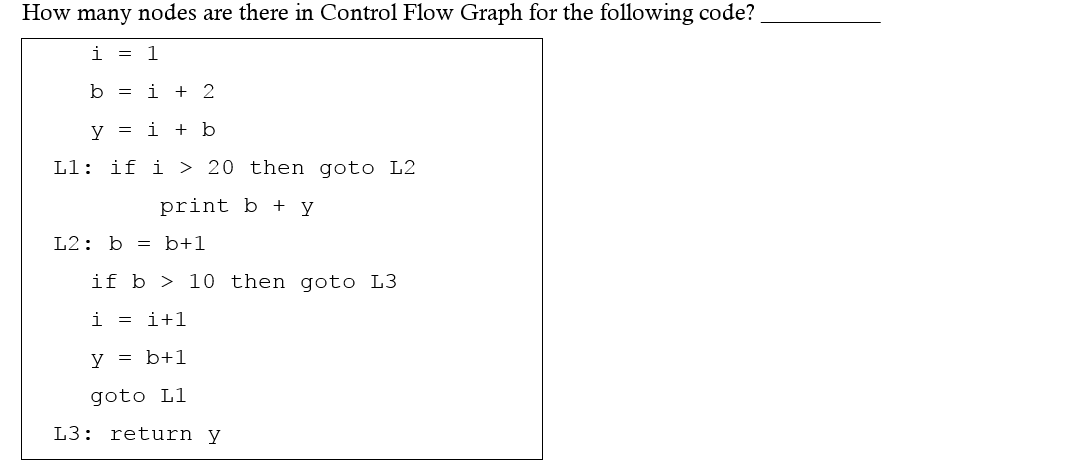 How many nodes are there in Control Flow Graph for the following code? __________
i = 1
b = i + 2
y = i + b
L1: if i > 20 then goto L2
print b + y
L2: b = b+1
if b > 10 then goto L3
i = i+1
y = b+1
goto L1
L3: return y